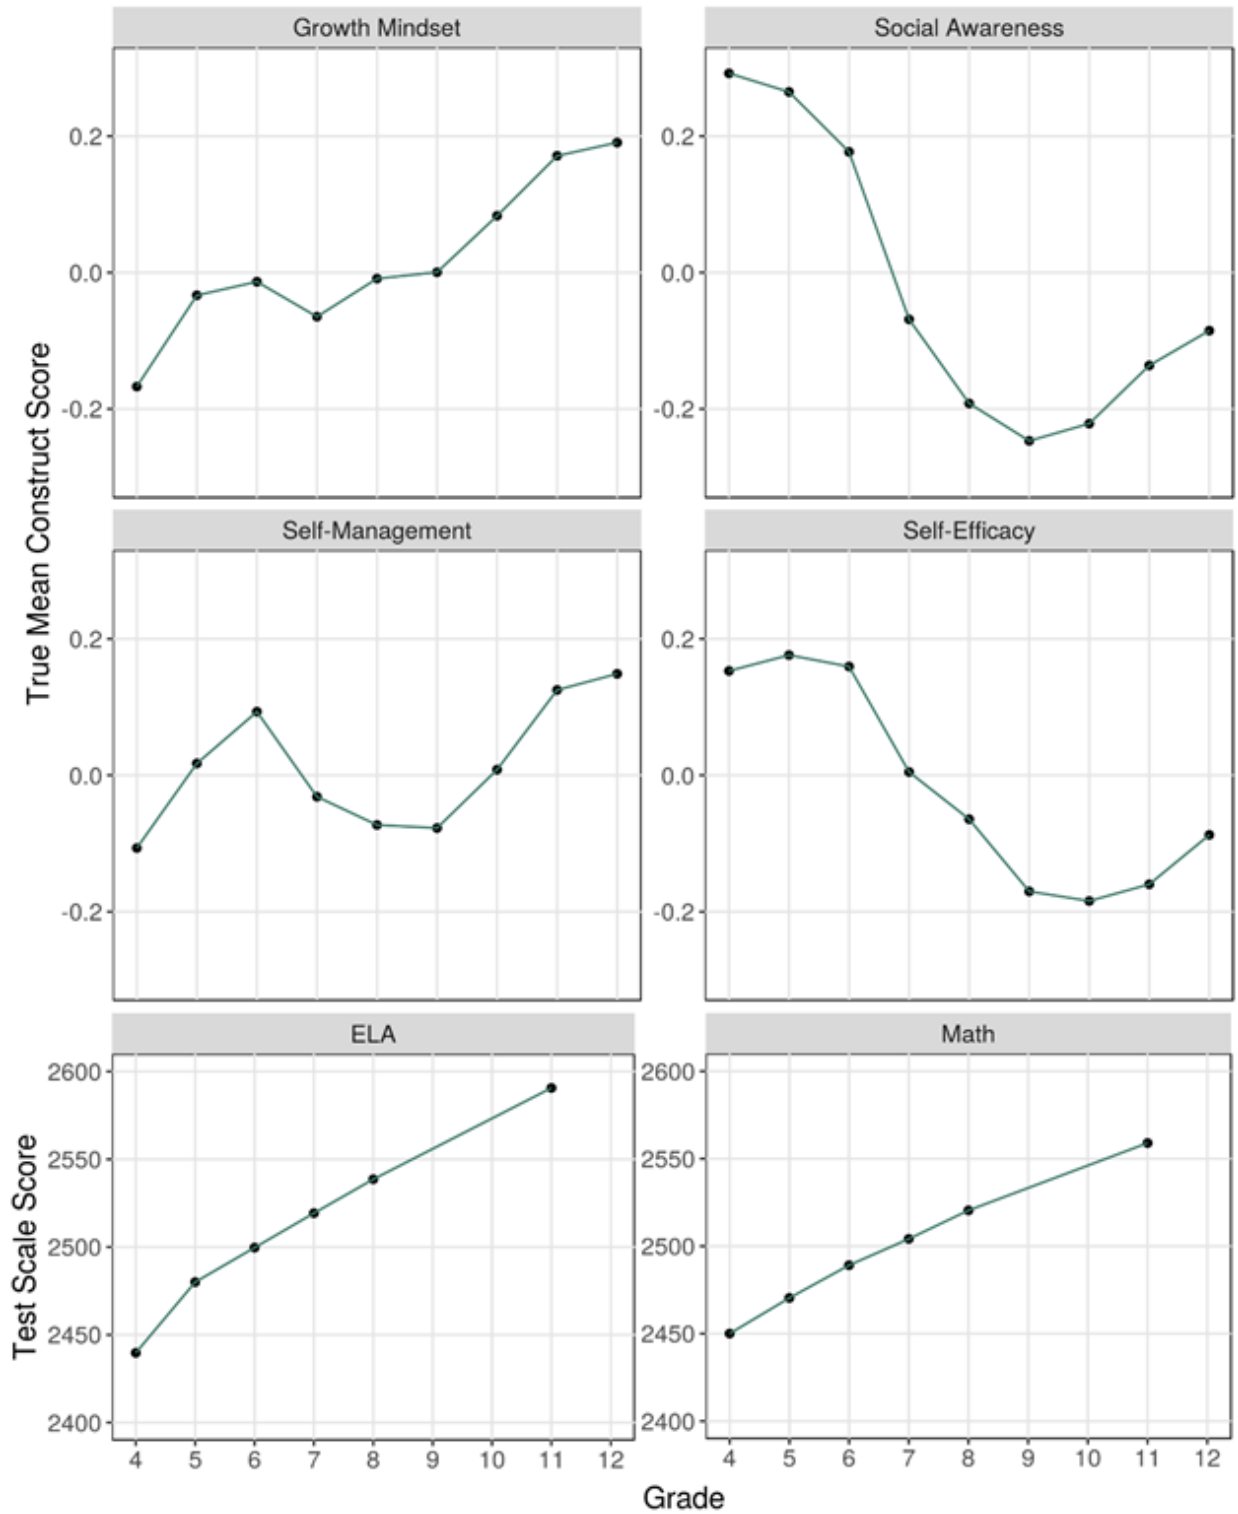 Growth Mindset
Social Awareness
0.2
0.0
-0.2
0.2
0.0
-0.2
True Mean Construct Score
Self-Management
Self-Efficacy
0.2
0.0
-0.2
0.2
0.0
-0.2
ELA
Math
2600
2550
2500
2450
2400
2600
2550
2500
2450
2400
Test Scale Score
4 5 6 7 8 9 10 11 12
4 5 6 7 8 9 10 11 12
Grade